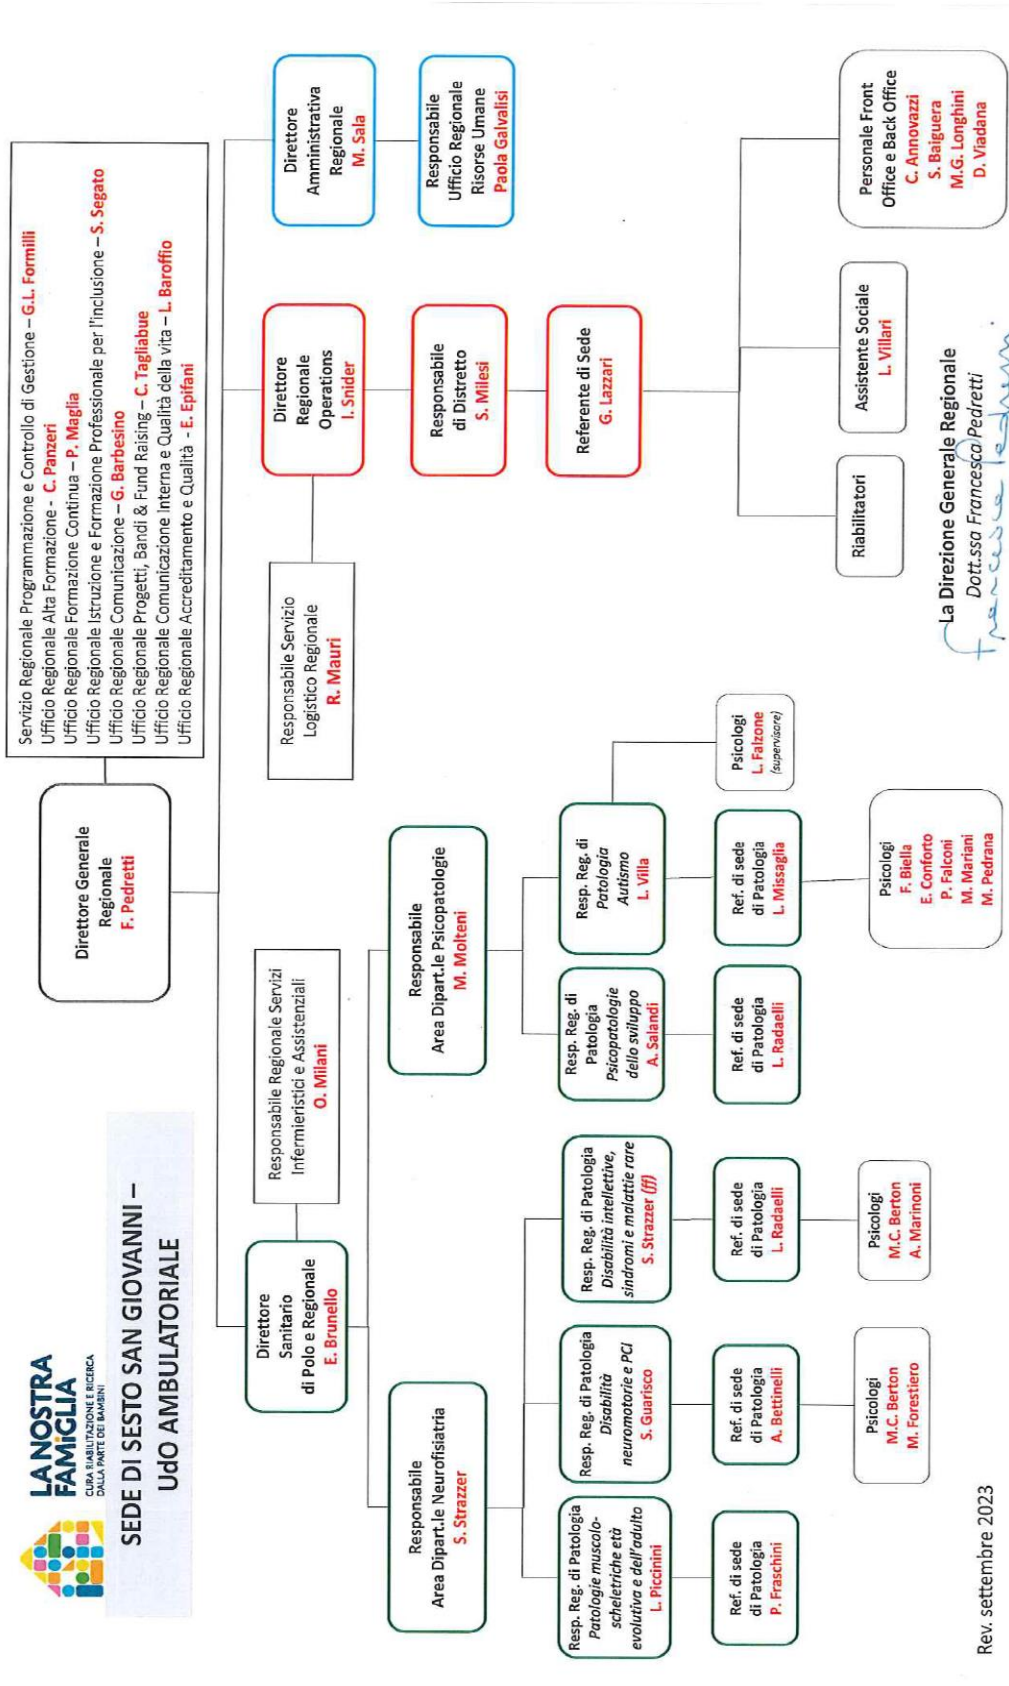 LA NOSTRA
FAMiGLIA
CURA RIABILITAZIONE E RICERCA
DALLA PARTE DEI BAMBINI
SEDE DI SESTO SAN GIOVANNI –
UdO AMBULATORIALE
Direttore Generale
Regionale
F. Pedretti
Servizio Regionale Programmazione e Controllo di Gestione – G.L. Formilli
Ufficio Regionale Alta Formazione - C. Panzeri
Ufficio Regionale Formazione Continua – P. Maglia
Ufficio Regionale Istruzione e Formazione Professionale per l'inclusione – S. Segato
Ufficio Regionale Comunicazione – G. Barbesino
Ufficio Regionale Progetti, Bandi & Fund Raising – C. Tagliabue
Ufficio Regionale Comunicazione Interna e Qualità della vita – L. Baroffio
Ufficio Regionale Accreditamento e Qualità - E. Epifani
Direttore
Sanitario
di Polo e Regionale
E. Brunello
Responsabile Regionale Servizi
Infermieristici e Assistenziali
O. Milani
Responsabile Servizio
Logistico Regionale
R. Mauri
Direttore
Regionale
Operations
I. Snider
Direttore
Amministrativa
Regionale
M. Sala
Responsabile
Area Dipart.le Neurofisiatria
S. Strazzer
Responsabile
Area Dipart.le Psicopatologie
M. Molteni
Responsabile
di Distretto
S. Milesi
Responsabile
Ufficio Regionale
Risorse Umane
Paola Galvalisi
Resp. Reg. di Patologia
Patologie muscolo-
scheletriche età
evolutiva e dell'adulto
L. Piccinini
Resp. Reg. di Patologia
Disabilità
neuromotorie e PCI
S. Guarisco
Resp. Reg. di Patologia
Disabilità intellettive,
sindromi e malattie rare
S. Strazzer (ff)
Resp. Reg. di
Patologia
Psicopatologie
dello sviluppo
A. Salandi
Resp. Reg. di
Patologia
Autismo
L. Villa
Referente di Sede
G. Lazzari
Ref. di sede
di Patologia
P. Fraschini
Ref. di sede
di Patologia
A. Bettinelli
Ref. di sede
di Patologia
L. Radaelli
Ref. di sede
di Patologia
L. Radaelli
Ref. di sede
di Patologia
L. Missaglia
Psicologi
L. Falzone
(supervisore)
Psicologi
M.C. Berton
M. Forestiero
Psicologi
M.C. Berton
A. Marinoni
Psicologi
F. Biella
E. Conforto
P. Falconi
M. Mariani
M. Pedrana
Riabilitatori
Assistente Sociale
L. Villari
Personale Front
Office e Back Office
C. Annovazzi
S. Baiguera
M.G. Longhini
D. Viadana
Rev. settembre 2023
La Direzione Generale Regionale
Dott.ssa Francesca Pedretti
Francesca Pedretti